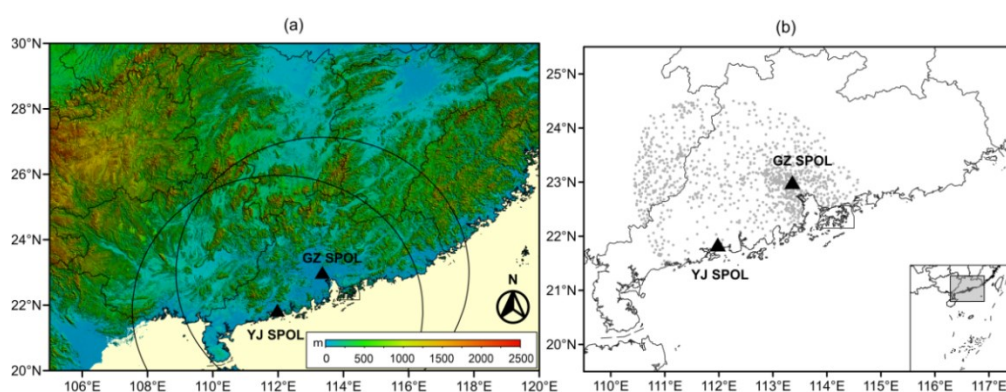 (a)
30°N
28°N
26°N
24°N
22°N
20°N
GZ SPOL
YJ SPOL
N
m
0 500 1000 1500 2000 2500
106°E 108°E 110°E 112°E 114°E 116°E 118°E 120°E
(b)
25°N
24°N
23°N
22°N
21°N
20°N
GZ SPOL
YJ SPOL
110°E 111°E 112°E 113°E 114°E 115°E 116°E 117°E